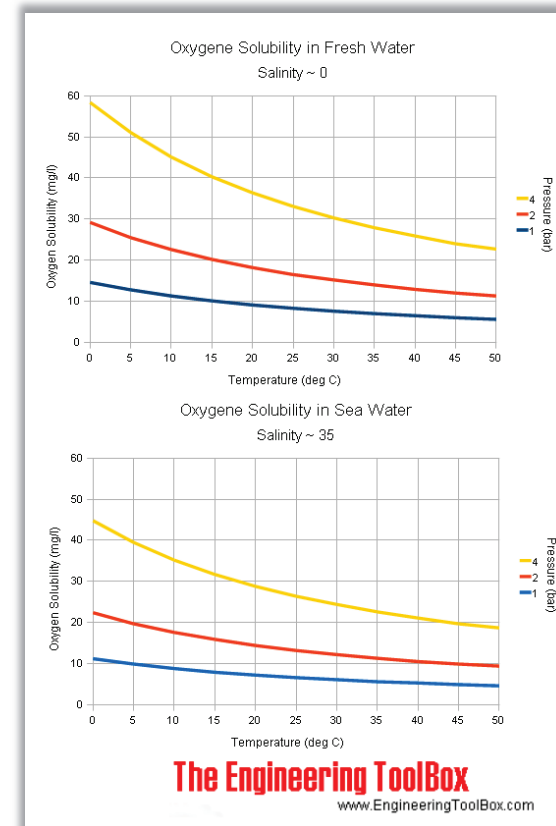 Oxygene Solubility in Fresh Water
Salinity ~ 0
Oxygen Solubility (mg/l)
60
50
40
30
20
10
0
0 5 10 15 20 25 30 35 40 45 50
Temperature (deg C)
Pressure (bar)
4
2
1
Oxygene Solubility in Sea Water
Salinity ~ 35
Oxygen Solubility (mg/l)
60
50
40
30
20
10
0
0 5 10 15 20 25 30 35 40 45 50
Temperature (deg C)
Pressure (bar)
4
2
1
The Engineering ToolBox
www.EngineeringToolBox.com